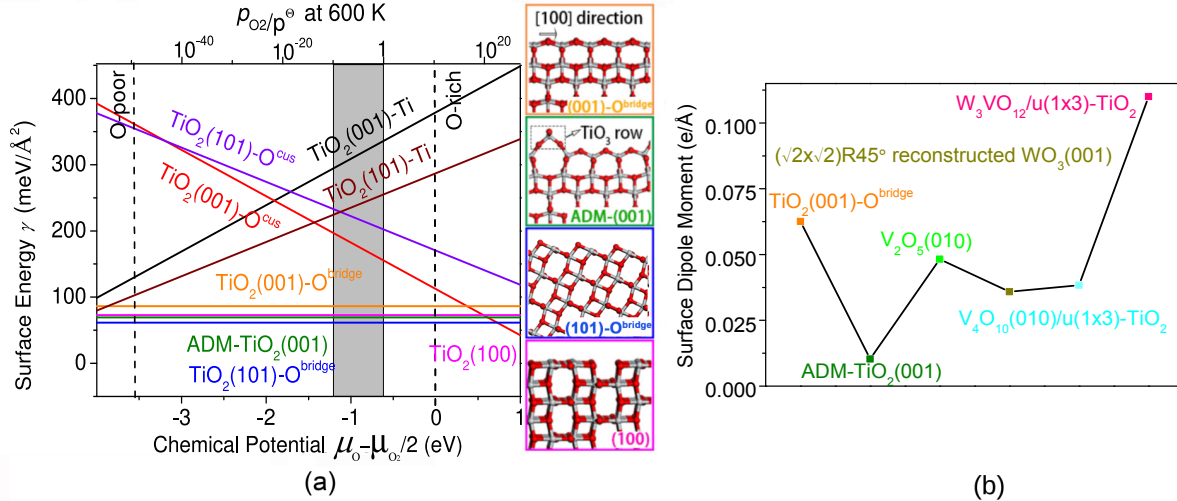 p_O2/p^⊖ at 600 K
10^-40
10^-20
1
10^20
Surface Energy γ (meV/Å²)
400
300
200
100
0
O-poor
O-rich
TiO₂(001)-Ti
TiO₂(101)-O^cus
TiO₂(101)-Ti
TiO₂(001)-O^cus
TiO₂(001)-O^bridge
ADM-TiO₂(001)
TiO₂(100)
TiO₂(101)-O^bridge
-3
-2
-1
0
1
Chemical Potential μ_O-μ_O₂/2 (eV)
[100] direction
(001)-O^bridge
TiO₃ row
ADM-(001)
(101)-O^bridge
(100)
(a)
Surface Dipole Moment (e/Å)
0.100
0.075
0.050
0.025
0.000
W₃VO₁₂/u(1x3)-TiO₂
(√2x√2)R45° reconstructed WO₃(001)
TiO₂(001)-O^bridge
V₂O₅(010)
V₄O₁₀(010)/u(1x3)-TiO₂
ADM-TiO₂(001)
(b)